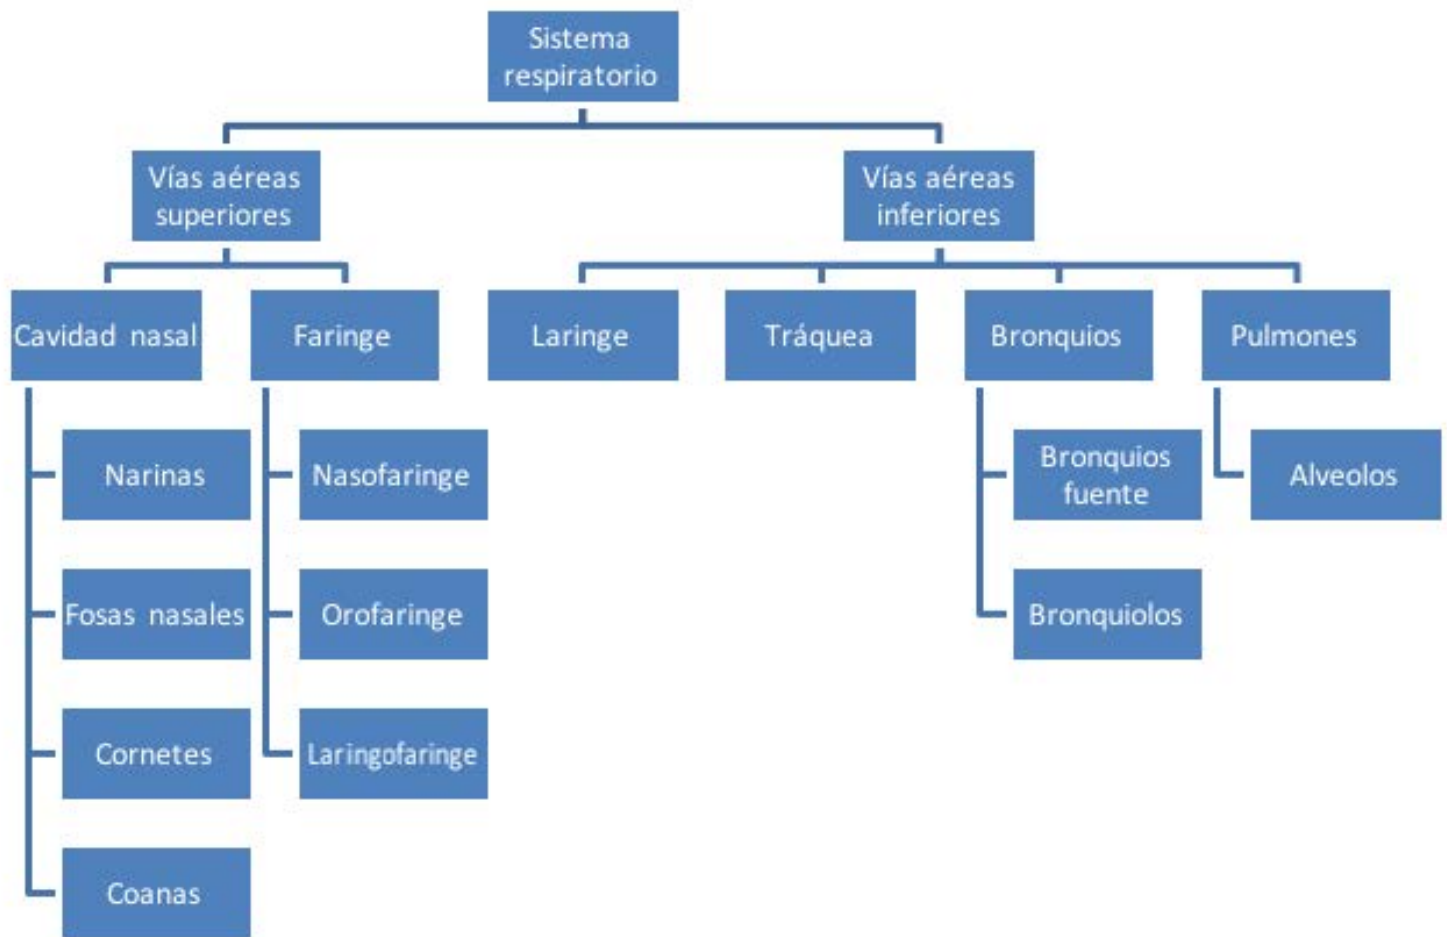 Sistema
respiratorio
Vías aéreas
superiores
Vías aéreas
inferiores
Cavidad nasal
Faringe
Laringe
Tráquea
Bronquios
Pulmones
Narinas
Nasofaringe
Bronquios
fuente
Alveolos
Fosas nasales
Orofaringe
Bronquiolos
Cornetes
Laringofaringe
Coanas